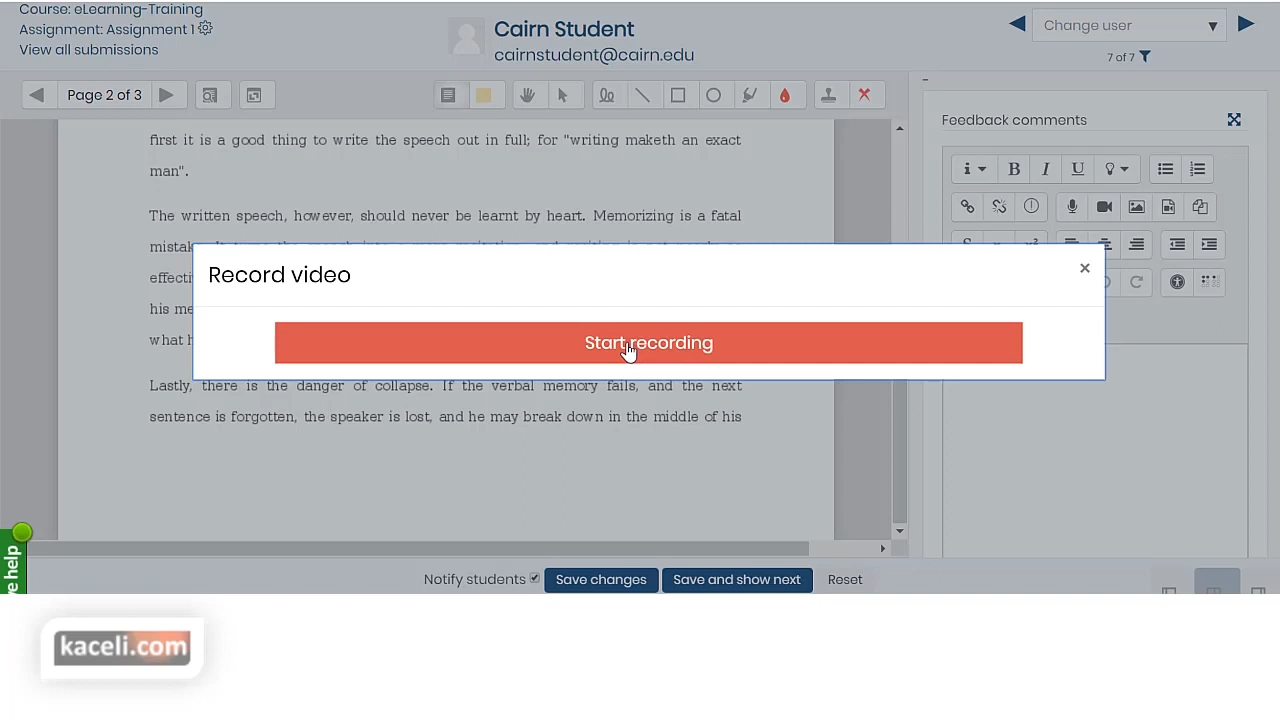 Course: eLearning-Training
Assignment: Assignment 1
View all submissions
Cairn Student
cairnstudent@cairn.edu
Change user
7 of 7
Page 2 of 3
first it is a good thing to write the speech out in full; for "writing maketh an exact
man".
The written speech, however, should never be learnt by heart. Memorizing is a fatal
effecti
what h
Lastly, there is the danger of collapse. If the verbal memory fails, and the next
sentence is forgotten, the speaker is lost, and he may break down in the middle of his
Record video
×
Start recording
Feedback comments
B I U
Notify students
Save changes
Save and show next
Reset
ve help
kaceli.com